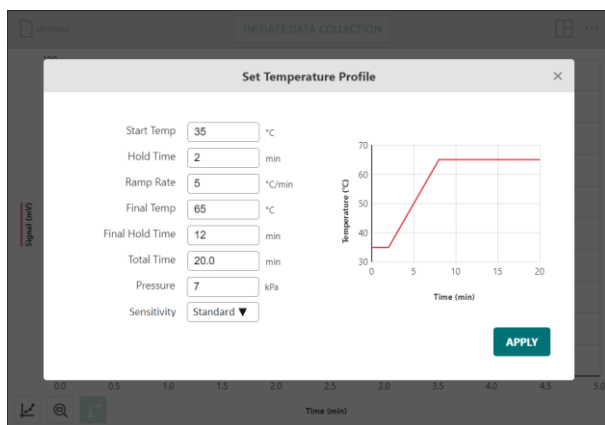 Untitled
INITIATE DATA COLLECTION
100
Set Temperature Profile
Start Temp 35 °C
Hold Time 2 min
Ramp Rate 5 °C/min
Final Temp 65 °C
Final Hold Time 12 min
Total Time 20.0 min
Pressure 7 kPa
Sensitivity Standard ▼
Temperature (°C)
70
60
50
40
30
0 5 10 15 20
Time (min)
APPLY
Signal (mV)
0.0 0.5 1.0 1.5 2.0 2.5 3.0 3.5 4.0 4.5 5.0
Time (min)